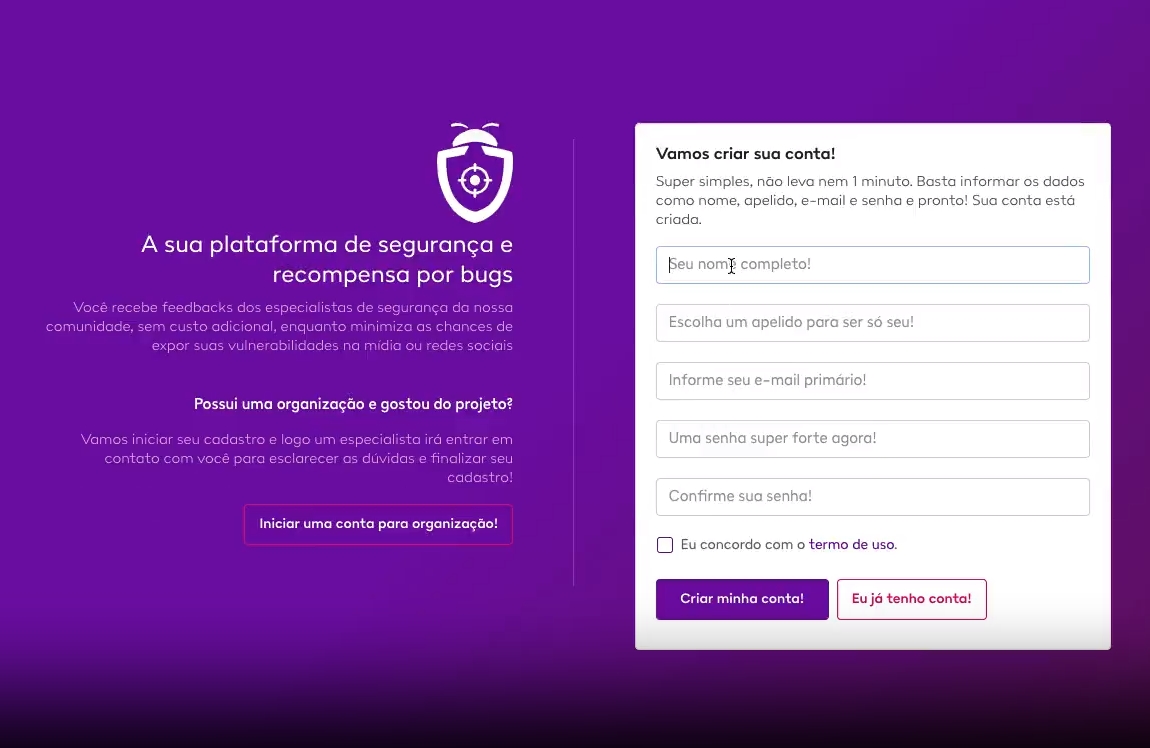 A sua plataforma de segurança e
recompensa por bugs
Você recebe feedbacks dos especialistas de segurança da nossa
comunidade, sem custo adicional, enquanto minimiza as chances de
expor suas vulnerabilidades na mídia ou redes sociais
Possui uma organização e gostou do projeto?
Vamos iniciar seu cadastro e logo um especialista irá entrar em
contato com você para esclarecer as dúvidas e finalizar seu
cadastro!
Iniciar uma conta para organização!
Vamos criar sua conta!
Super simples, não leva nem 1 minuto. Basta informar os dados
como nome, apelido, e-mail e senha e pronto! Sua conta está
criada.
Seu nome completo!
Escolha um apelido para ser só seu!
Informe seu e-mail primário!
Uma senha super forte agora!
Confirme sua senha!
Eu concordo com o termo de uso.
Criar minha conta!
Eu já tenho conta!